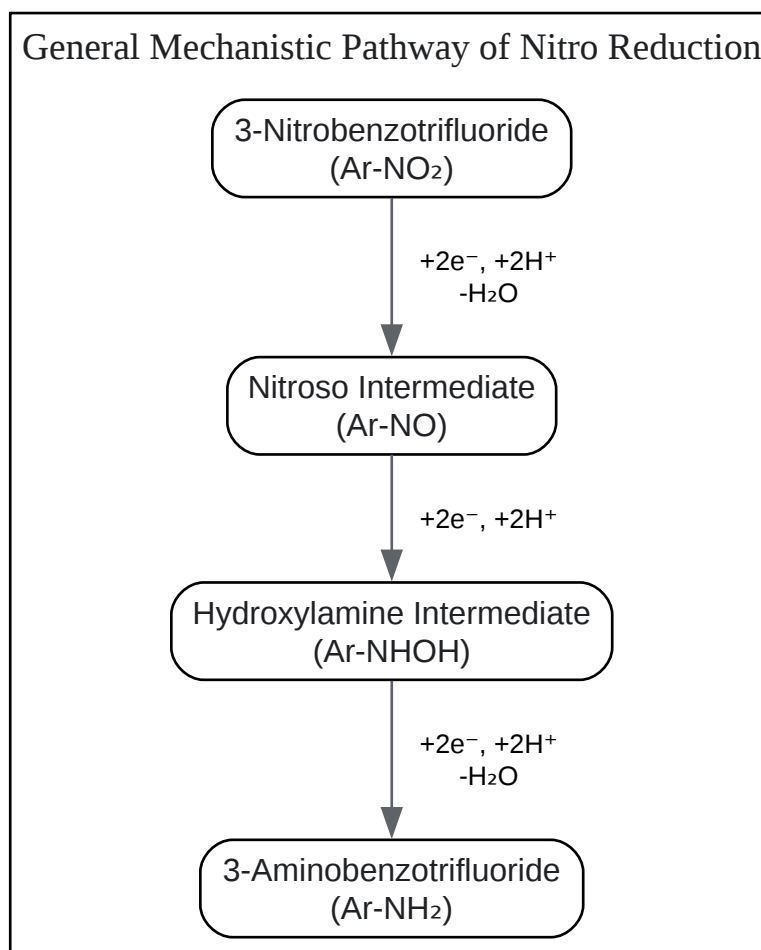 General Mechanistic Pathway of Nitro Reduction
3-Nitrobenzotrifluoride
(Ar-NO₂)
+2e⁻, +2H⁺
-H₂O
Nitroso Intermediate
(Ar-NO)
+2e⁻, +2H⁺
Hydroxylamine Intermediate
(Ar-NHOH)
+2e⁻, +2H⁺
-H₂O
3-Aminobenzotrifluoride
(Ar-NH₂)